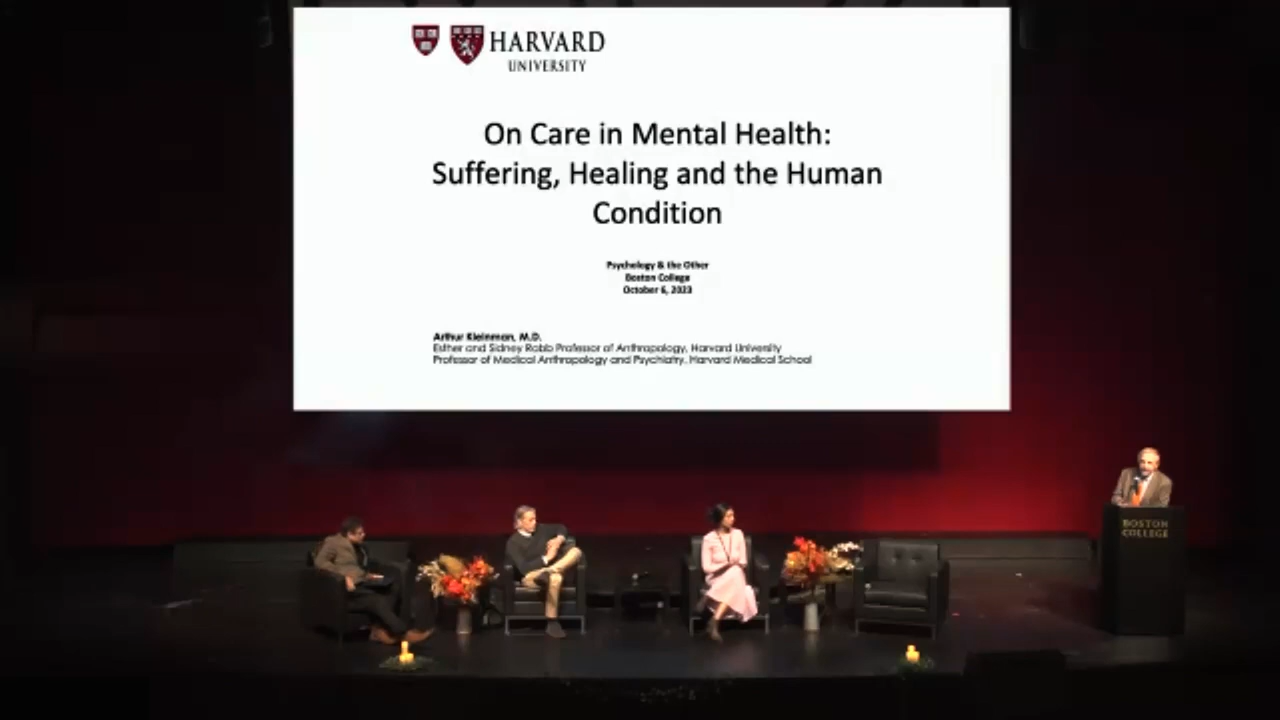 HARVARD
UNIVERSITY
On Care in Mental Health:
Suffering, Healing and the Human
Condition
Psychology & the Other
Boston College
October 6, 2023
Arthur Kleinman, M.D.
Esther and Sidney Rabb Professor of Anthropology, Harvard University
Professor of Medical Anthropology and Psychiatry, Harvard Medical School
BOSTON
COLLEGE